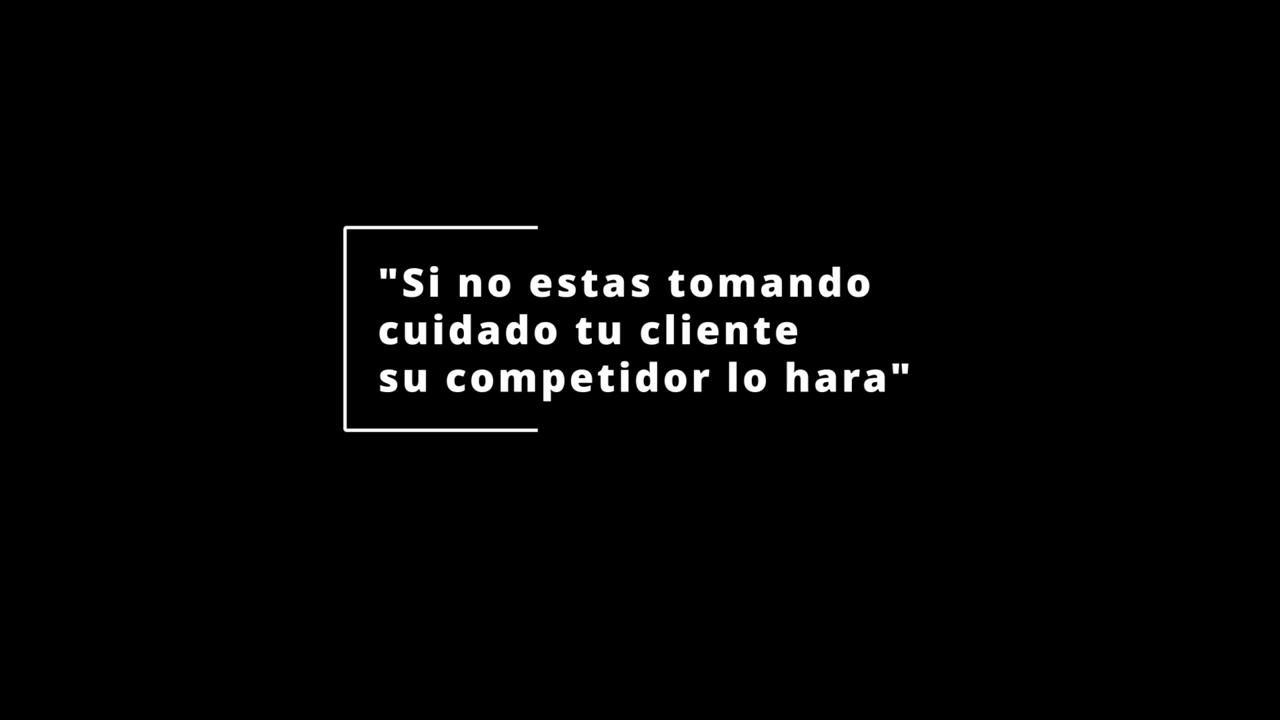 "Si no estas tomando
cuidado tu cliente
su competidor lo hara"